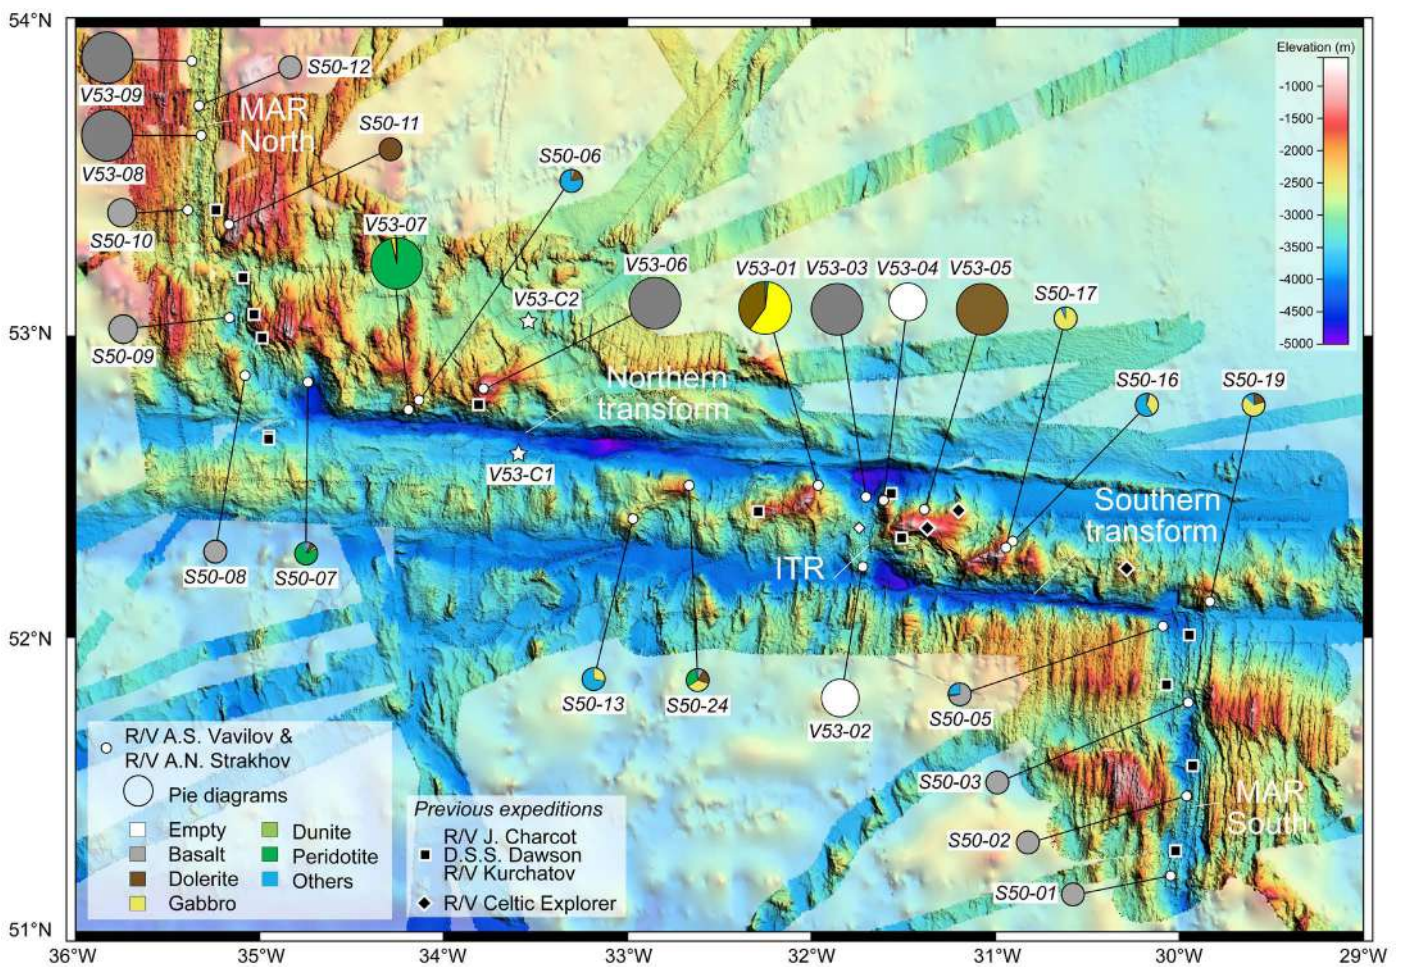 54°N
53°N
52°N
51°N
36°W
35°W
34°W
33°W
32°W
31°W
30°W
29°W
Elevation (m)
-1000
-1500
-2000
-2500
-3000
-3500
-4000
-4500
-5000
V53-09
S50-12
MAR
North
V53-08
S50-11
S50-10
S50-06
V53-07
V53-06
V53-01
V53-03
V53-04
V53-05
S50-17
V53-C2
S50-09
Northern
transform
S50-16
S50-19
V53-C1
Southern
transform
ITR
S50-08
S50-07
S50-13
S50-24
V53-02
S50-05
S50-03
MAR
South
S50-02
S50-01
R/V A.S. Vavilov &
R/V A.N. Strakhov
Pie diagrams
Empty
Basalt
Dolerite
Gabbro
Dunite
Peridotite
Others
Previous expeditions
R/V J. Charcot
D.S.S. Dawson
R/V Kurchatov
R/V Celtic Explorer